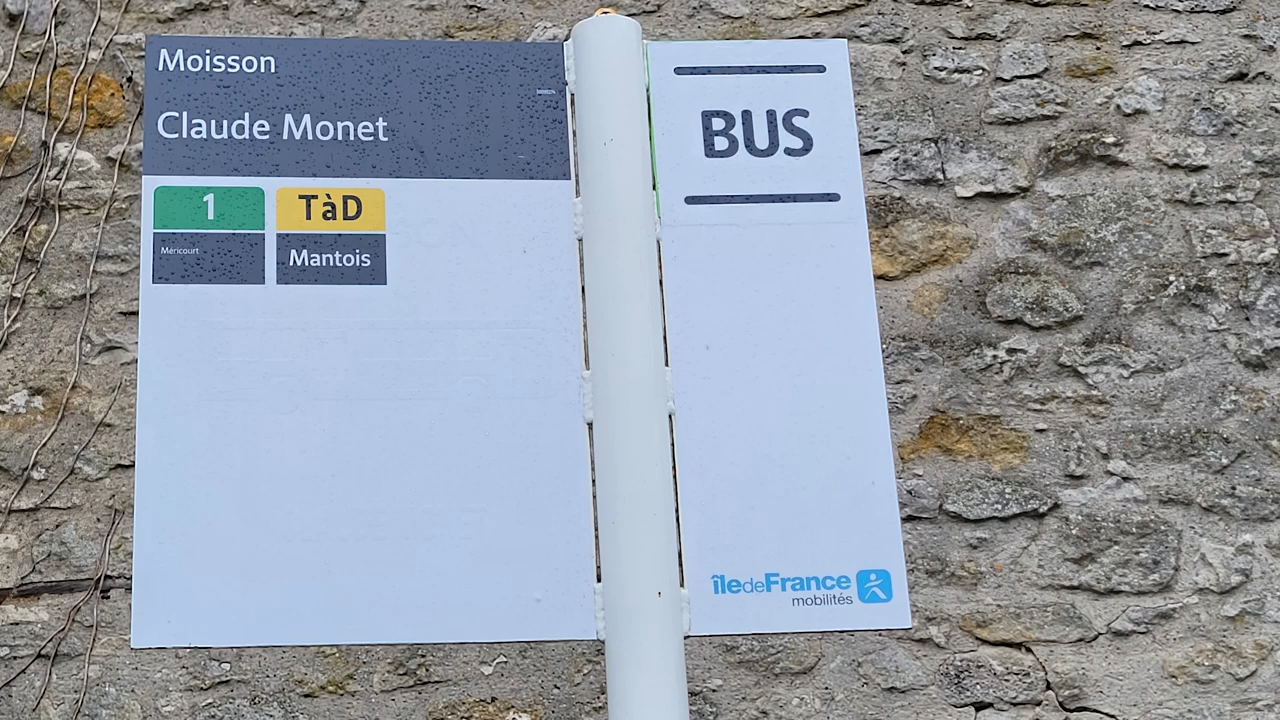 Moisson
Claude Monet
1
TàD
Méricourt
Mantois
BUS
îledeFrance
mobilités